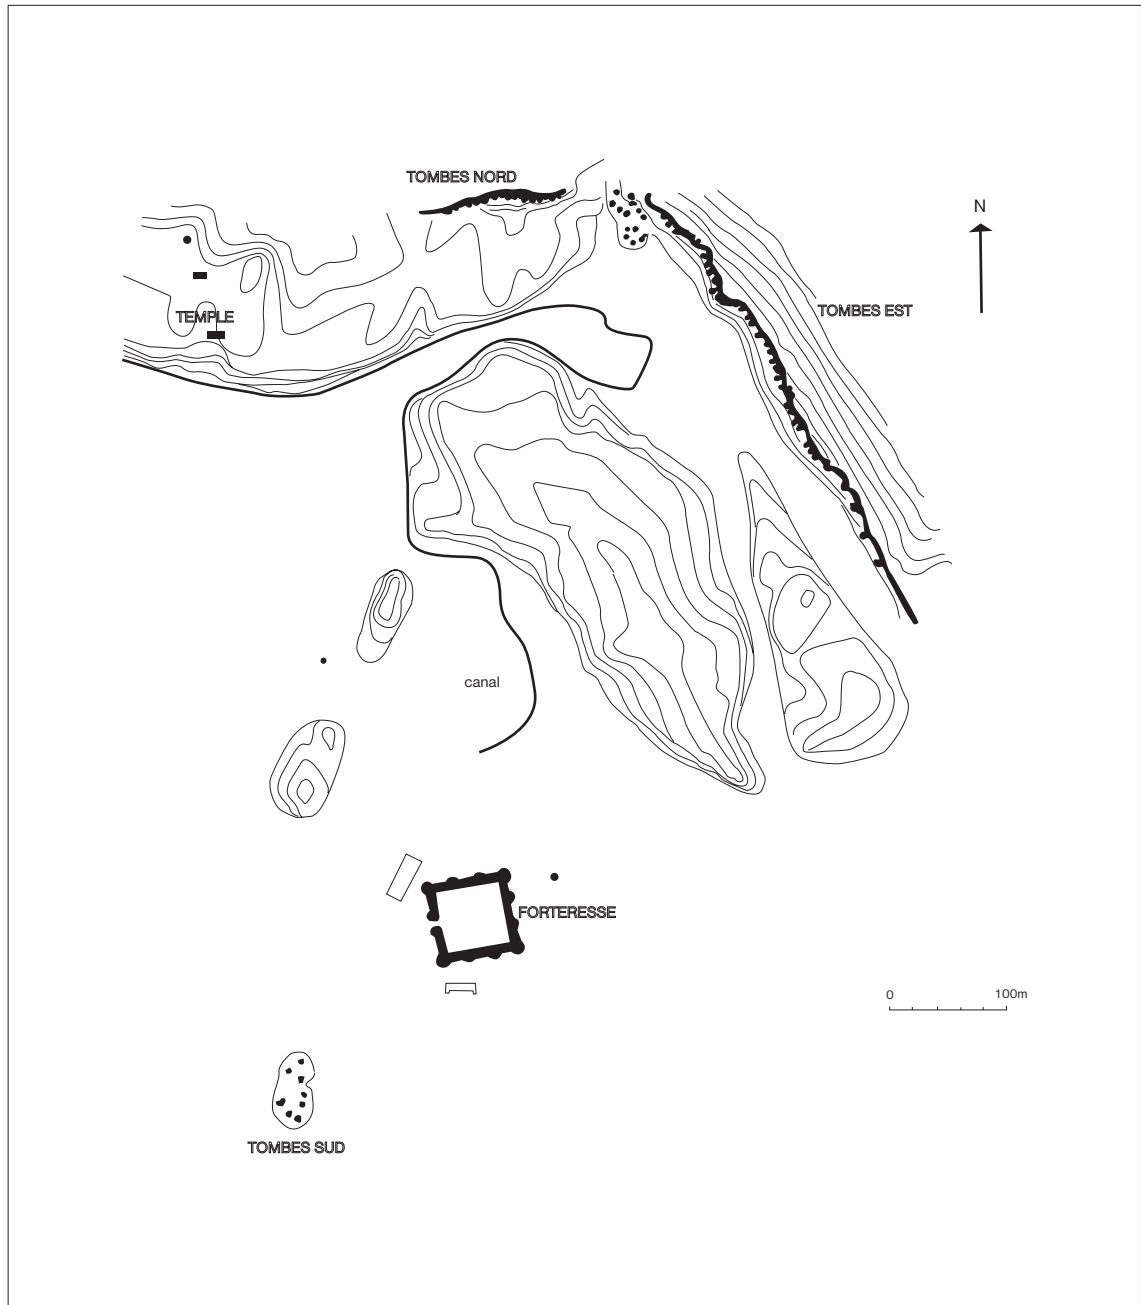 TOMBES NORD
N
TOMBES EST
TEMPLE
canal
FORTERESSE
0 100m
TOMBES SUD